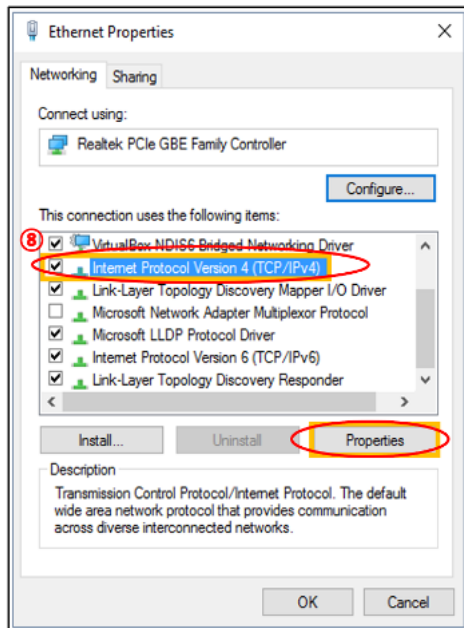 Ethernet Properties
Networking Sharing
Connect using:
Realtek PCIe GBE Family Controller
Configure...
This connection uses the following items:
⑧
VirtualBox NDIS6 Bridged Networking Driver
Internet Protocol Version 4 (TCP/IPv4)
Link-Layer Topology Discovery Mapper I/O Driver
Microsoft Network Adapter Multiplexor Protocol
Microsoft LLDP Protocol Driver
Internet Protocol Version 6 (TCP/IPv6)
Link-Layer Topology Discovery Responder
Install... Uninstall Properties
Description
Transmission Control Protocol/Internet Protocol. The default
wide area network protocol that provides communication
across diverse interconnected networks.
OK Cancel